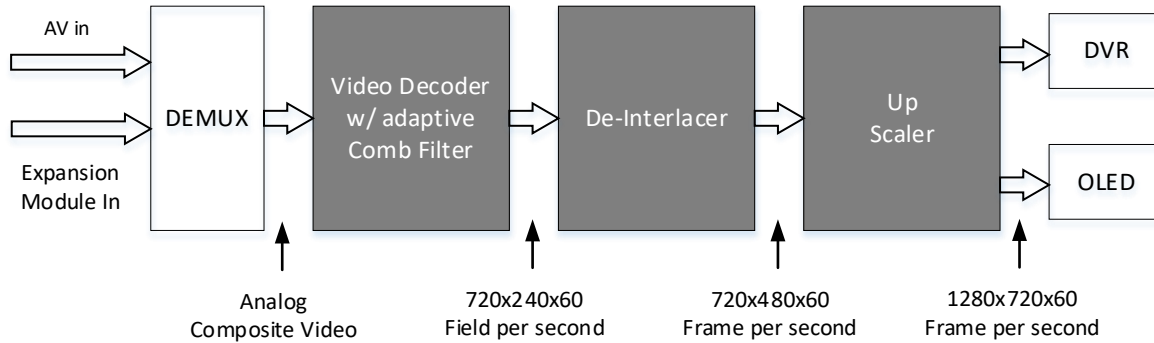 AV in
Expansion
Module In
DEMUX
Video Decoder
w/ adaptive
Comb Filter
De-Interlacer
Up
Scaler
DVR
OLED
Analog
Composite Video
720x240x60
Field per second
720x480x60
Frame per second
1280x720x60
Frame per second